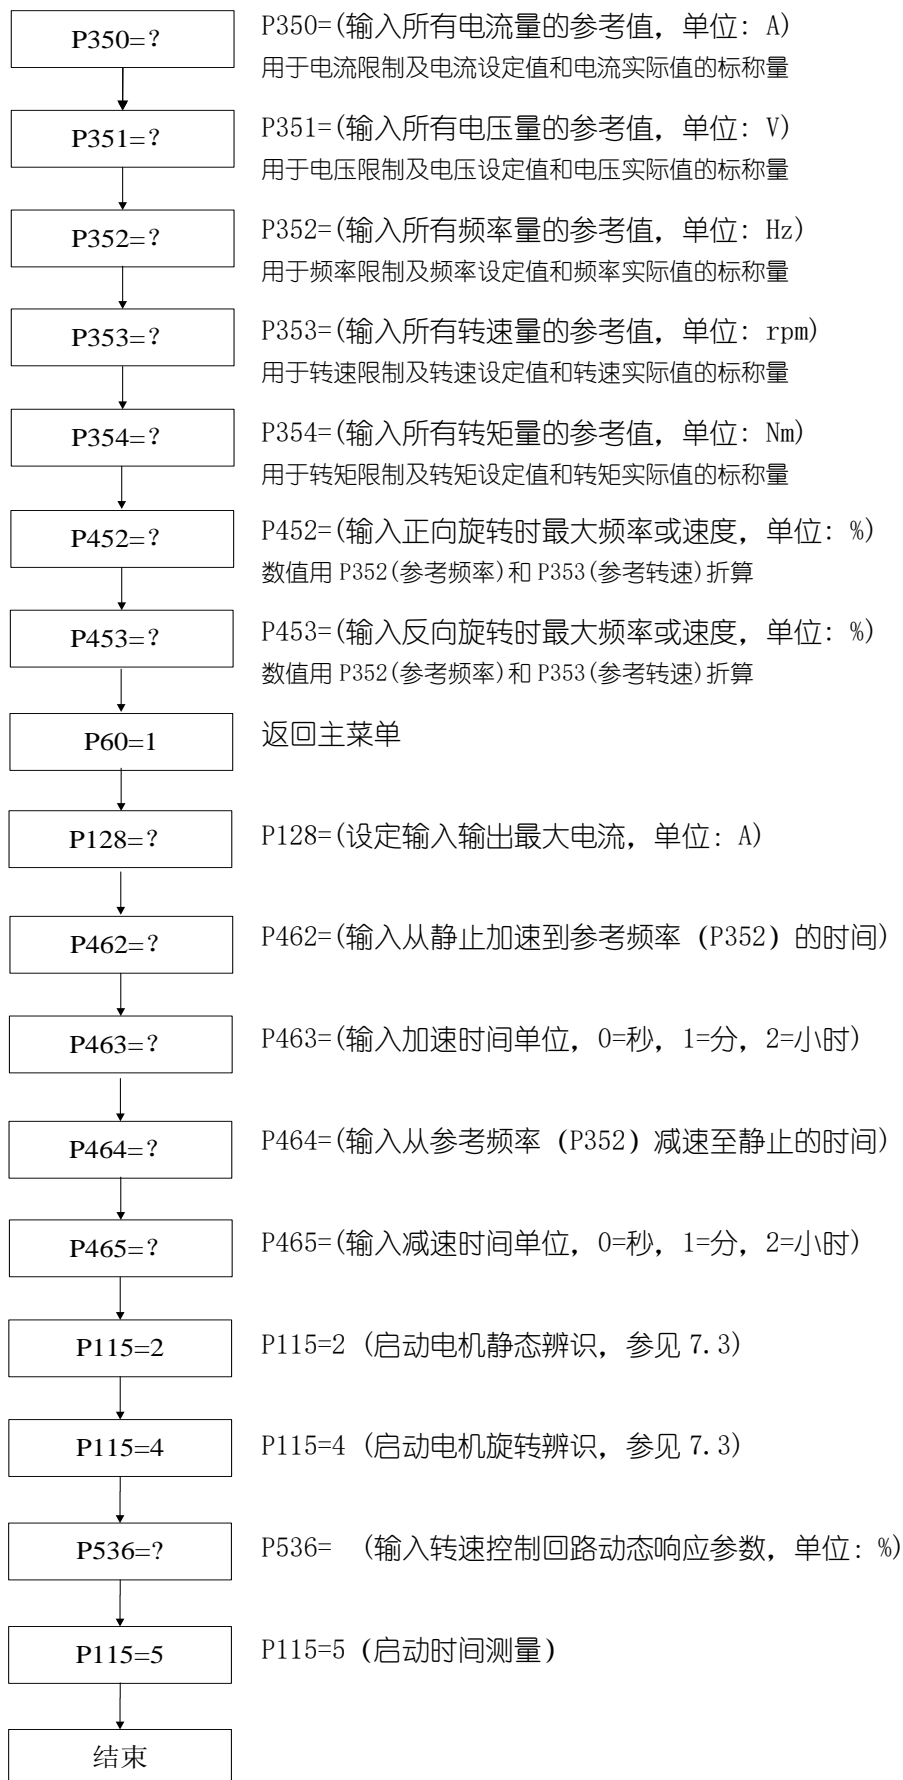 P350=?
P350=(输入所有电流量的参考值，单位：A)
用于电流限制及电流设定值和电流实际值的标称量
P351=?
P351=(输入所有电压量的参考值，单位：V)
用于电压限制及电压设定值和电压实际值的标称量
P352=?
P352=(输入所有频率量的参考值，单位：Hz)
用于频率限制及频率设定值和频率实际值的标称量
P353=?
P353=(输入所有转速量的参考值，单位：rpm)
用于转速限制及转速设定值和转速实际值的标称量
P354=?
P354=(输入所有转矩量的参考值，单位：Nm)
用于转矩限制及转矩设定值和转矩实际值的标称量
P452=?
P452=(输入正向旋转时最大频率或速度，单位：%)
数值用 P352(参考频率)和 P353(参考转速)折算
P453=?
P453=(输入反向旋转时最大频率或速度，单位：%)
数值用 P352(参考频率)和 P353(参考转速)折算
P60=1
返回主菜单
P128=?
P128=(设定输入输出最大电流，单位：A)
P462=?
P462=(输入从静止加速到参考频率（P352）的时间)
P463=?
P463=(输入加速时间单位，0=秒，1=分，2=小时)
P464=?
P464=(输入从参考频率（P352）减速至静止的时间)
P465=?
P465=(输入减速时间单位，0=秒，1=分，2=小时)
P115=2
P115=2 (启动电机静态辨识，参见 7.3)
P115=4
P115=4 (启动电机旋转辨识，参见 7.3)
P536=?
P536= (输入转速控制回路动态响应参数，单位：%)
P115=5
P115=5（启动时间测量）
结束